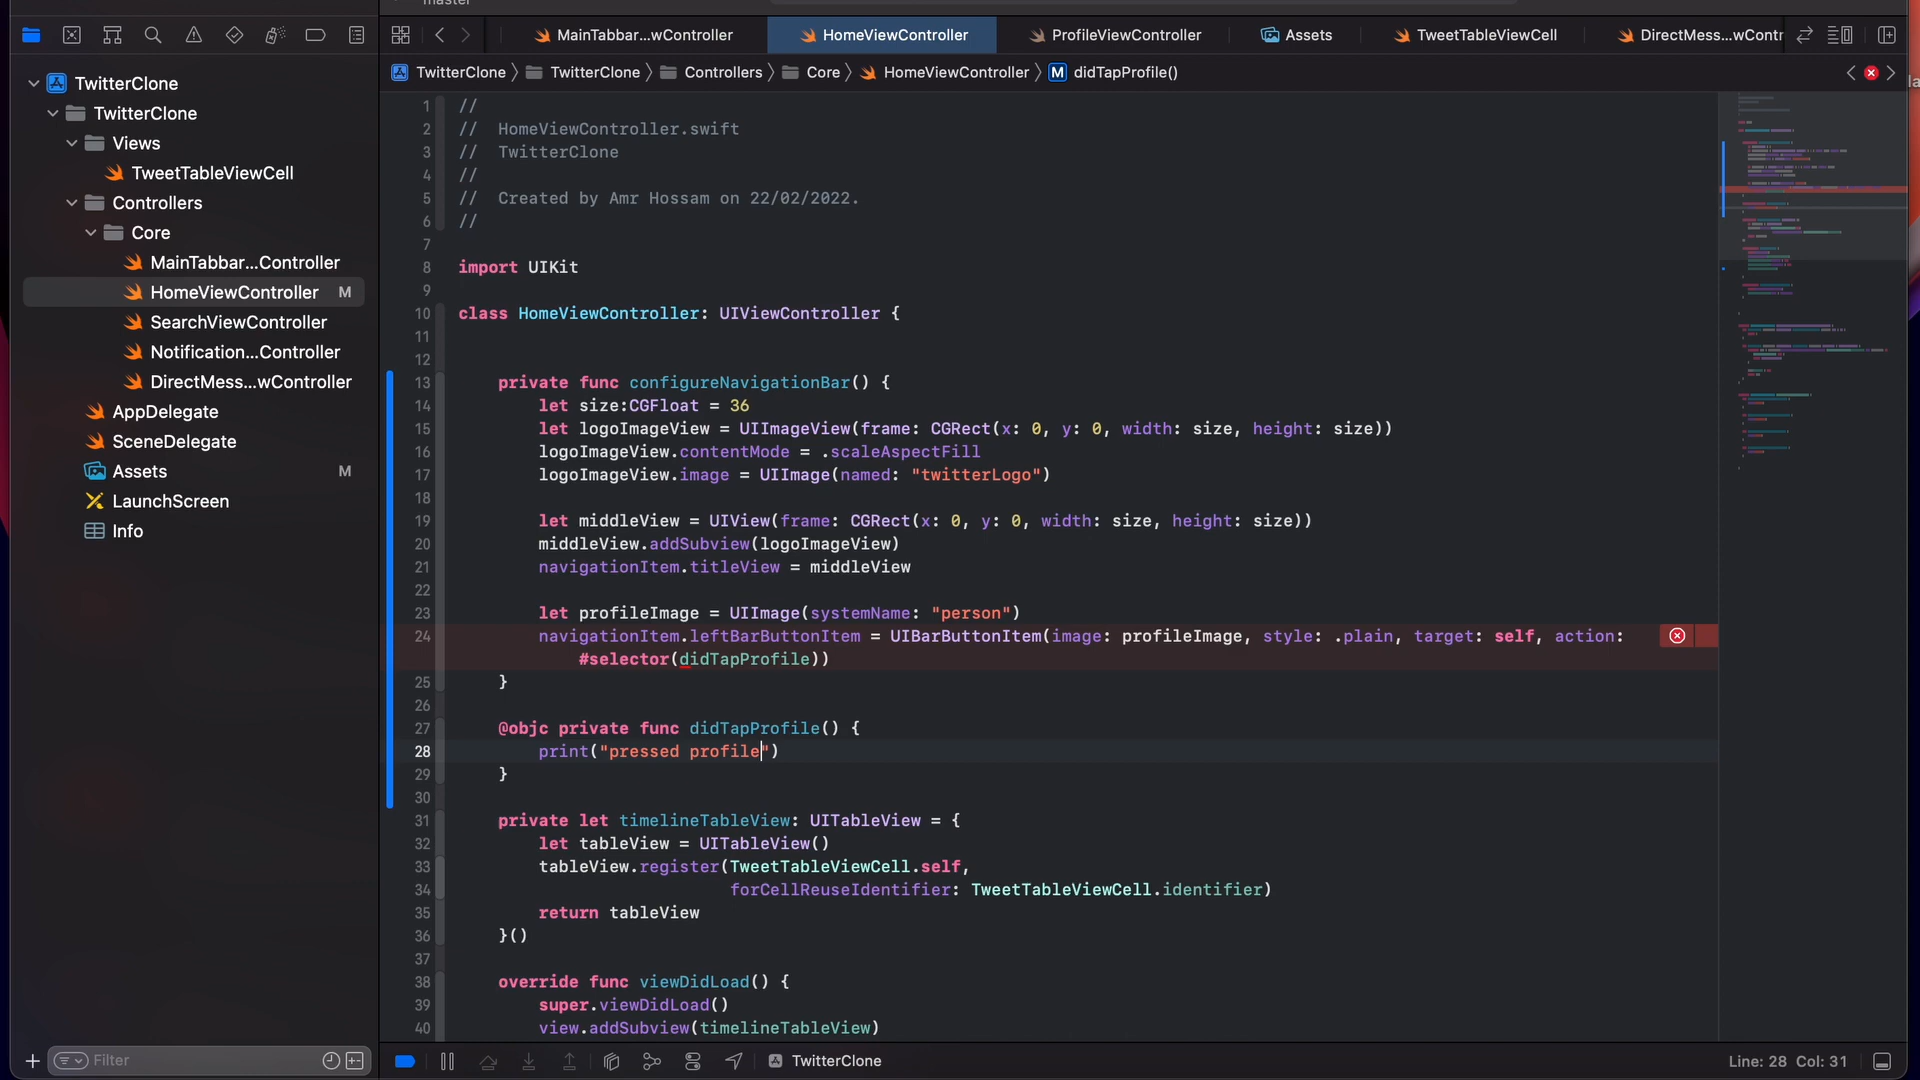 master
MainTabbar...wController
HomeViewController
ProfileViewController
Assets
TweetTableViewCell
DirectMess...wContr
TwitterClone
TwitterClone
Controllers
Core
HomeViewController
M
didTapProfile()
TwitterClone
TwitterClone
Views
TweetTableViewCell
Controllers
Core
MainTabbar...Controller
HomeViewController M
SearchViewController
Notification...Controller
DirectMess...wController
AppDelegate
SceneDelegate
Assets M
LaunchScreen
Info
1 //
2 //  HomeViewController.swift
3 //  TwitterClone
4 //
5 //  Created by Amr Hossam on 22/02/2022.
6 //
7
8 import UIKit
9
10 class HomeViewController: UIViewController {
11
12
13     private func configureNavigationBar() {
14         let size:CGFloat = 36
15         let logoImageView = UIImageView(frame: CGRect(x: 0, y: 0, width: size, height: size))
16         logoImageView.contentMode = .scaleAspectFill
17         logoImageView.image = UIImage(named: "twitterLogo")
18
19         let middleView = UIView(frame: CGRect(x: 0, y: 0, width: size, height: size))
20         middleView.addSubview(logoImageView)
21         navigationItem.titleView = middleView
22
23         let profileImage = UIImage(systemName: "person")
24         navigationItem.leftBarButtonItem = UIBarButtonItem(image: profileImage, style: .plain, target: self, action:
            #selector(didTapProfile))
25     }
26
27     @objc private func didTapProfile() {
28         print("pressed profile")
29     }
30
31     private let timelineTableView: UITableView = {
32         let tableView = UITableView()
33         tableView.register(TweetTableViewCell.self,
34                            forCellReuseIdentifier: TweetTableViewCell.identifier)
35         return tableView
36     }()
37
38     override func viewDidLoad() {
39         super.viewDidLoad()
40         view.addSubview(timelineTableView)
Filter
TwitterClone
Line: 28 Col: 31